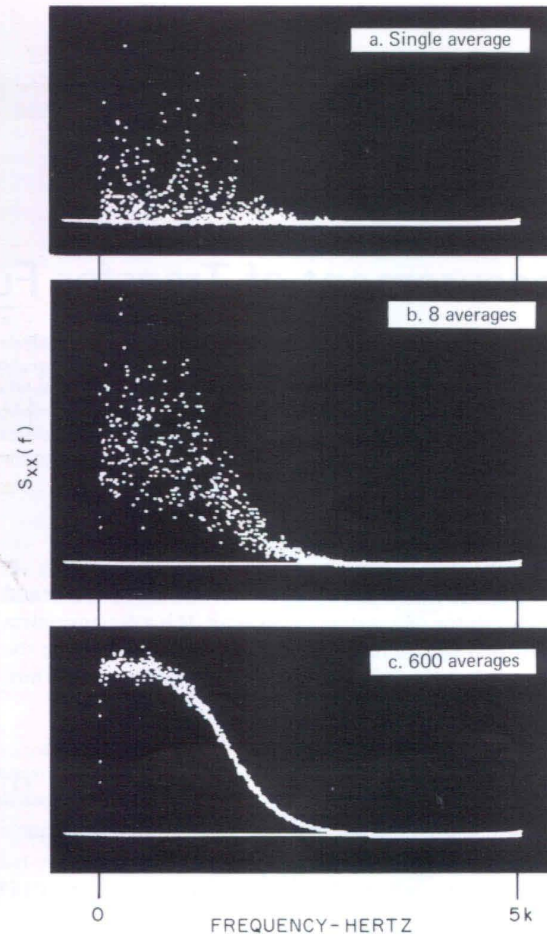 a. Single average
b. 8 averages
Sxx(f)
c. 600 averages
0
5k
FREQUENCY-HERTZ